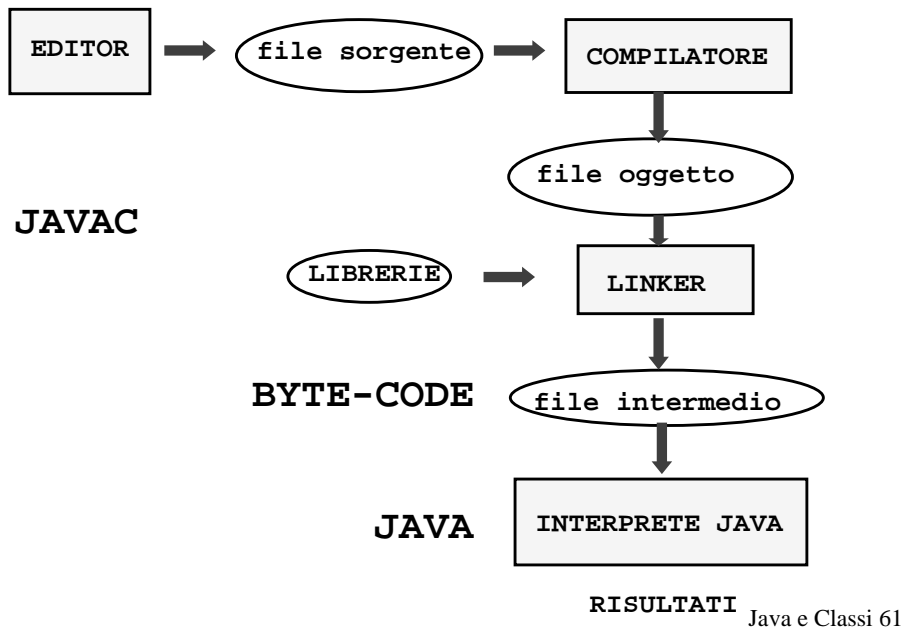 EDITOR
file sorgente
COMPILATORE
file oggetto
JAVAC
LIBRERIE
LINKER
BYTE-CODE
file intermedio
JAVA
INTERPRETE JAVA
RISULTATI
Java e Classi 61